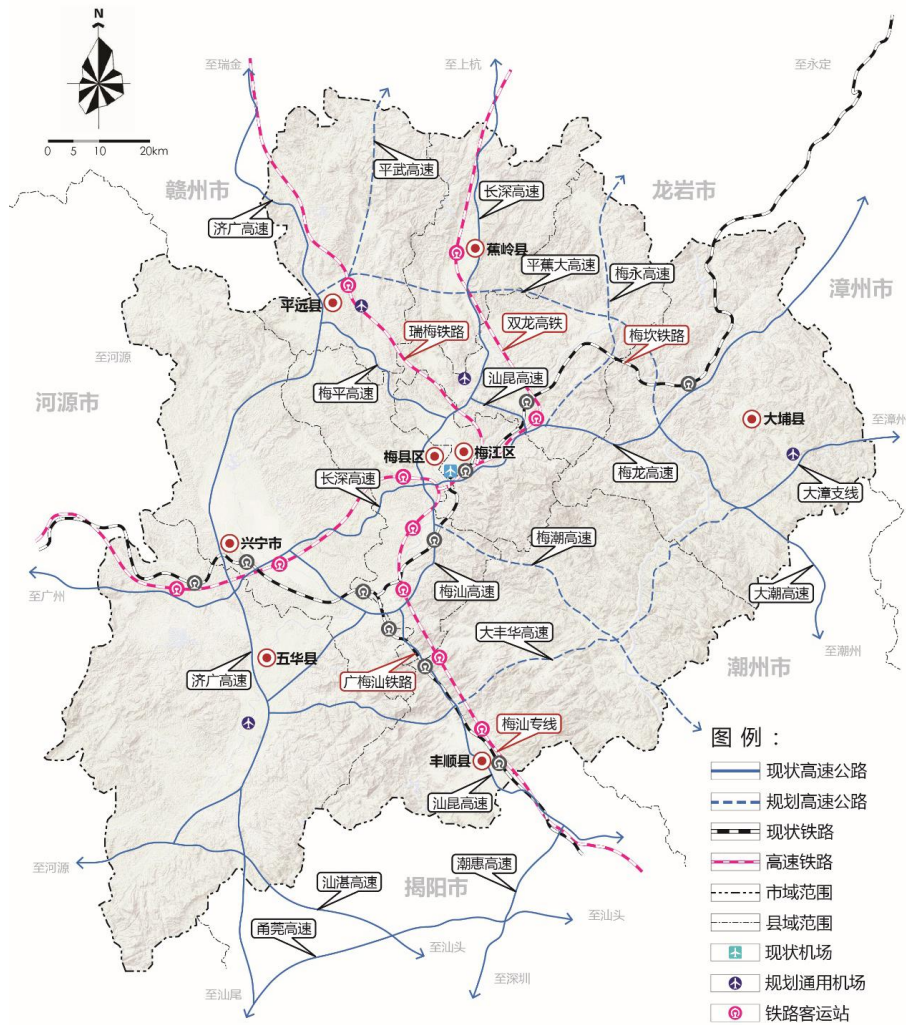 N
至瑞金
至上杭
至永定
0 5 10 20km
平武高速
赣州市
长深高速
龙岩市
济广高速
蕉岭县
平蕉大高速
梅永高速
漳州市
平远县
瑞梅铁路
双龙高铁
梅坎铁路
至河源
梅平高速
汕昆高速
河源市
大埔县
至漳州
梅县区
梅江区
梅龙高速
长深高速
大漳支线
兴宁市
梅潮高速
至广州
梅汕高速
大潮高速
大丰华高速
至潮州
五华县
潮州市
济广高速
广梅汕铁路
梅汕专线
图例：
丰顺县
现状高速公路
汕昆高速
规划高速公路
现状铁路
潮惠高速
高速铁路
至河源
汕湛高速
揭阳市
市域范围
甬莞高速
至汕头
县域范围
至汕头
现状机场
至汕尾
至深圳
规划通用机场
铁路客运站